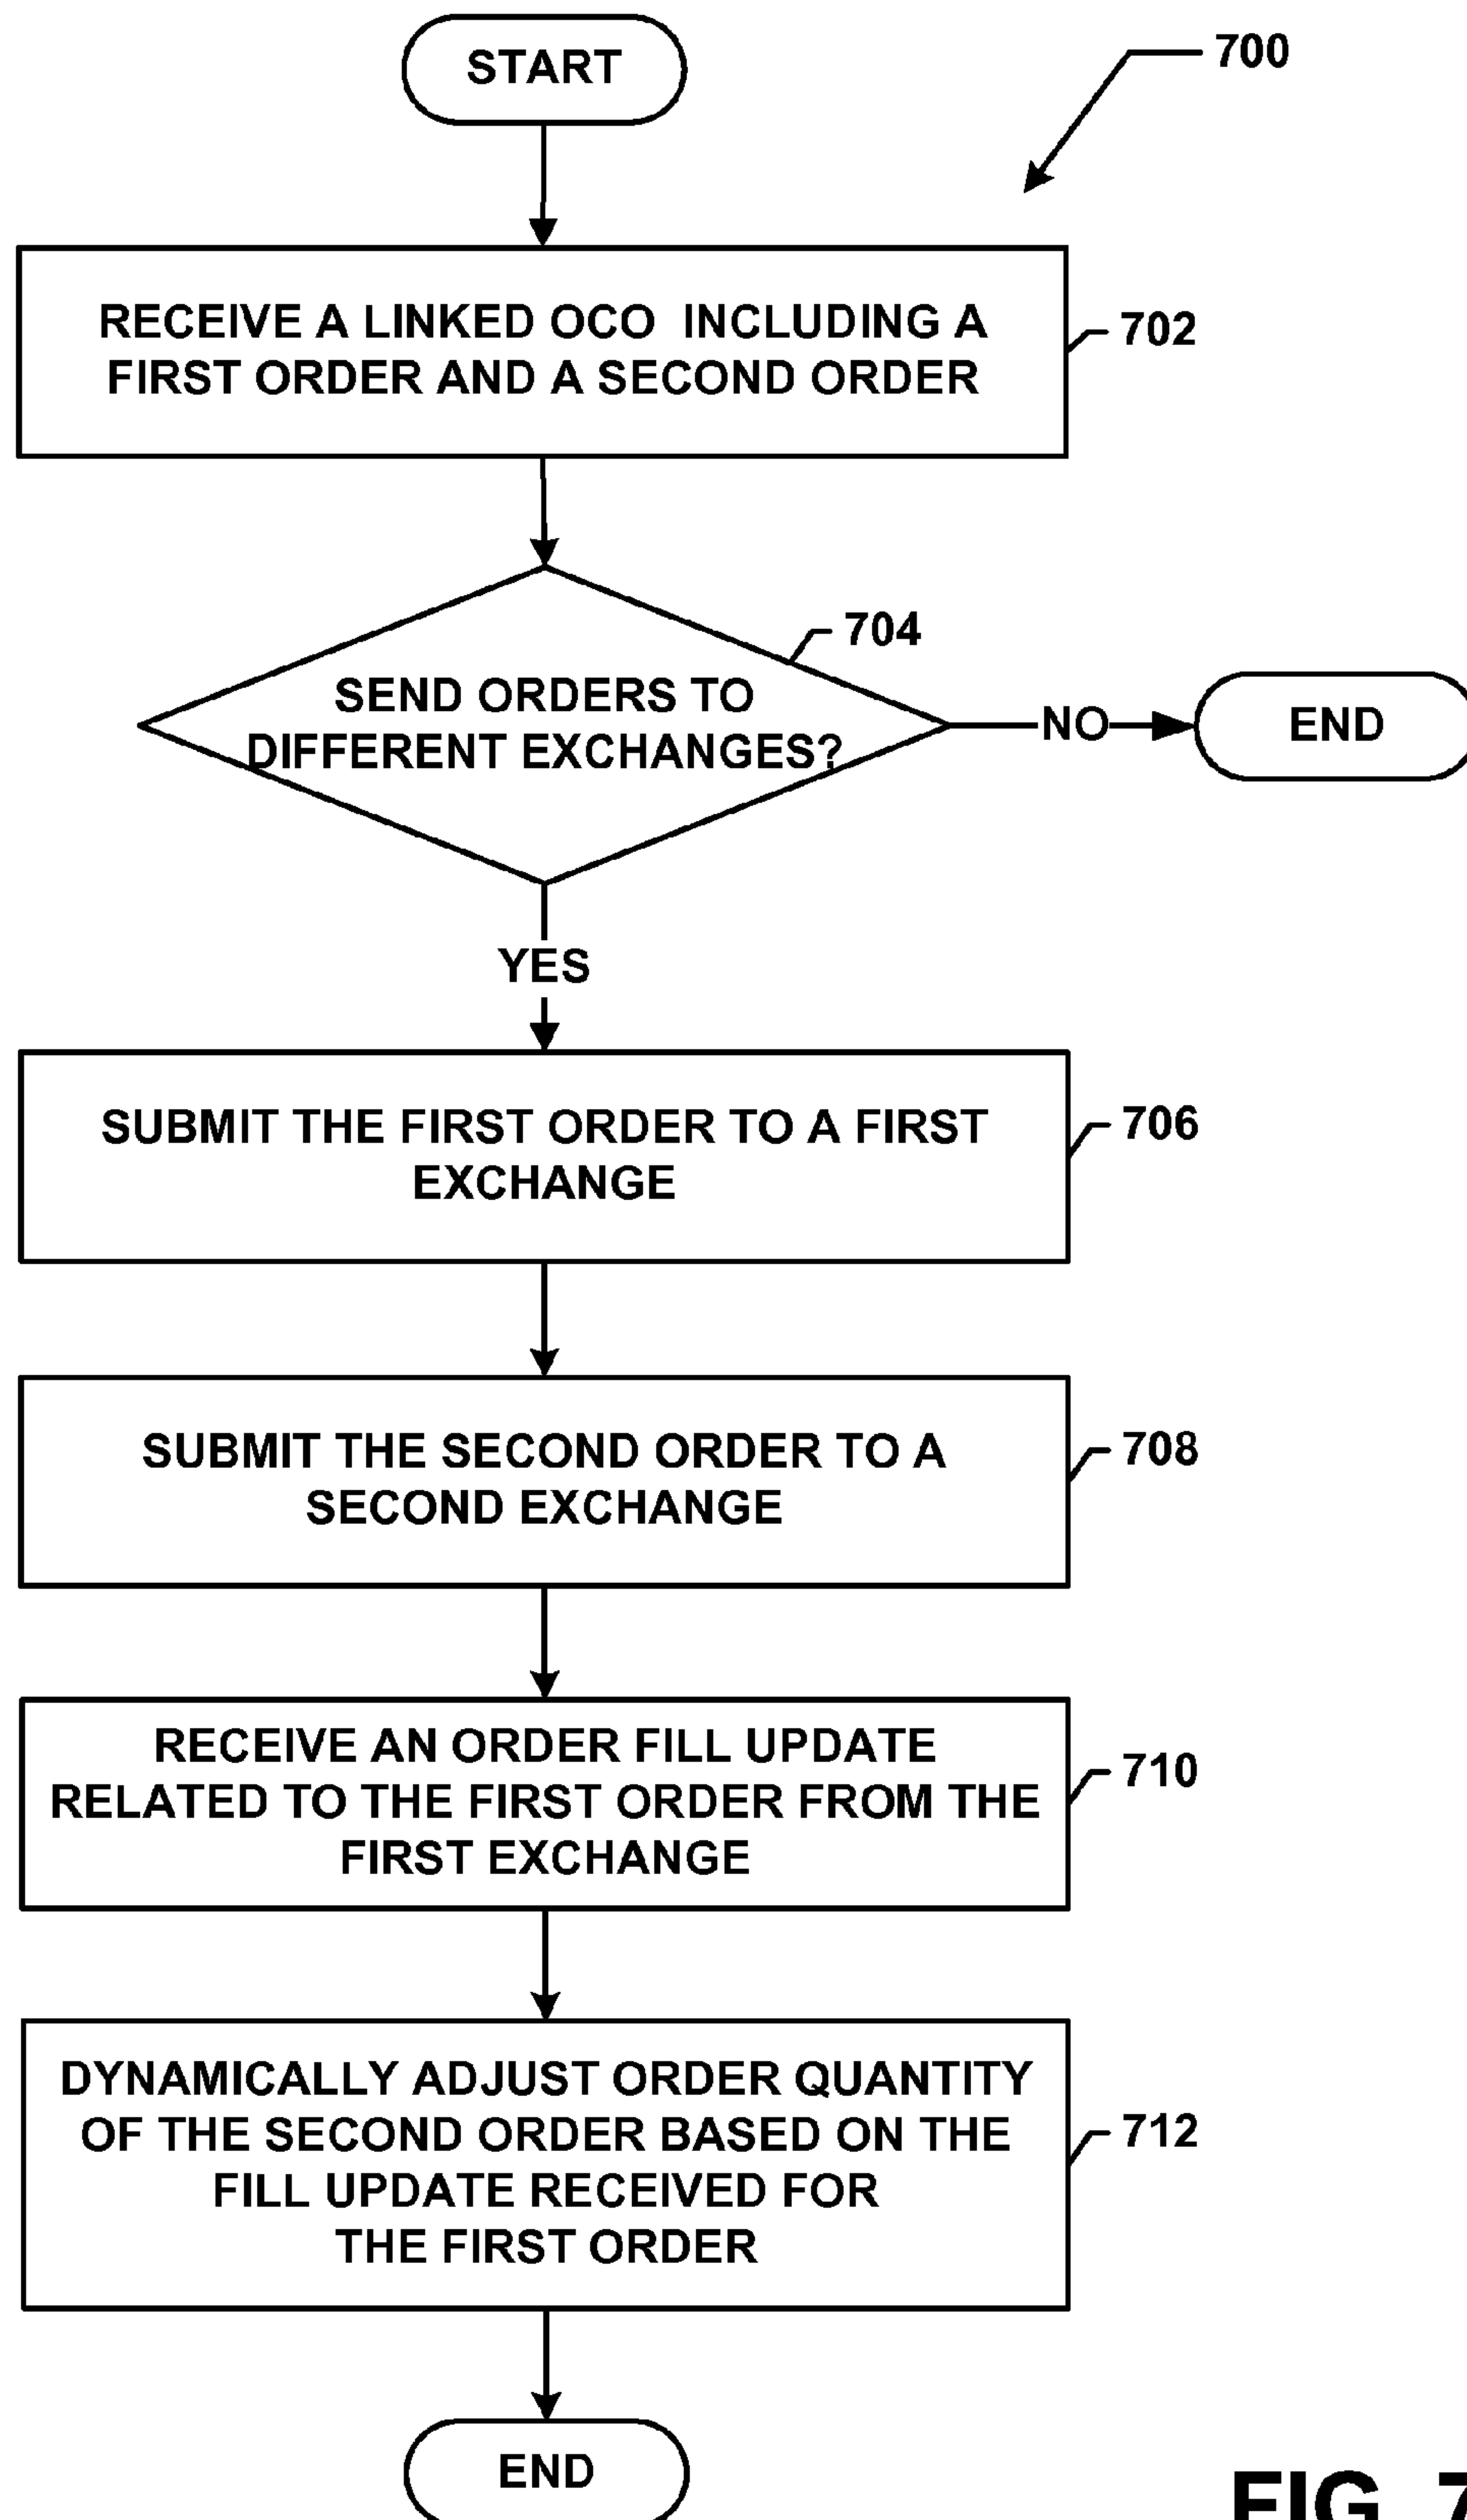 START
700
RECEIVE A LINKED OCO INCLUDING A
FIRST ORDER AND A SECOND ORDER
702
704
SEND ORDERS TO
DIFFERENT EXCHANGES?
NO
END
YES
SUBMIT THE FIRST ORDER TO A FIRST
EXCHANGE
706
SUBMIT THE SECOND ORDER TO A
SECOND EXCHANGE
708
RECEIVE AN ORDER FILL UPDATE
RELATED TO THE FIRST ORDER FROM THE
FIRST EXCHANGE
710
DYNAMICALLY ADJUST ORDER QUANTITY
OF THE SECOND ORDER BASED ON THE
FILL UPDATE RECEIVED FOR
THE FIRST ORDER
712
END
FIG. 7